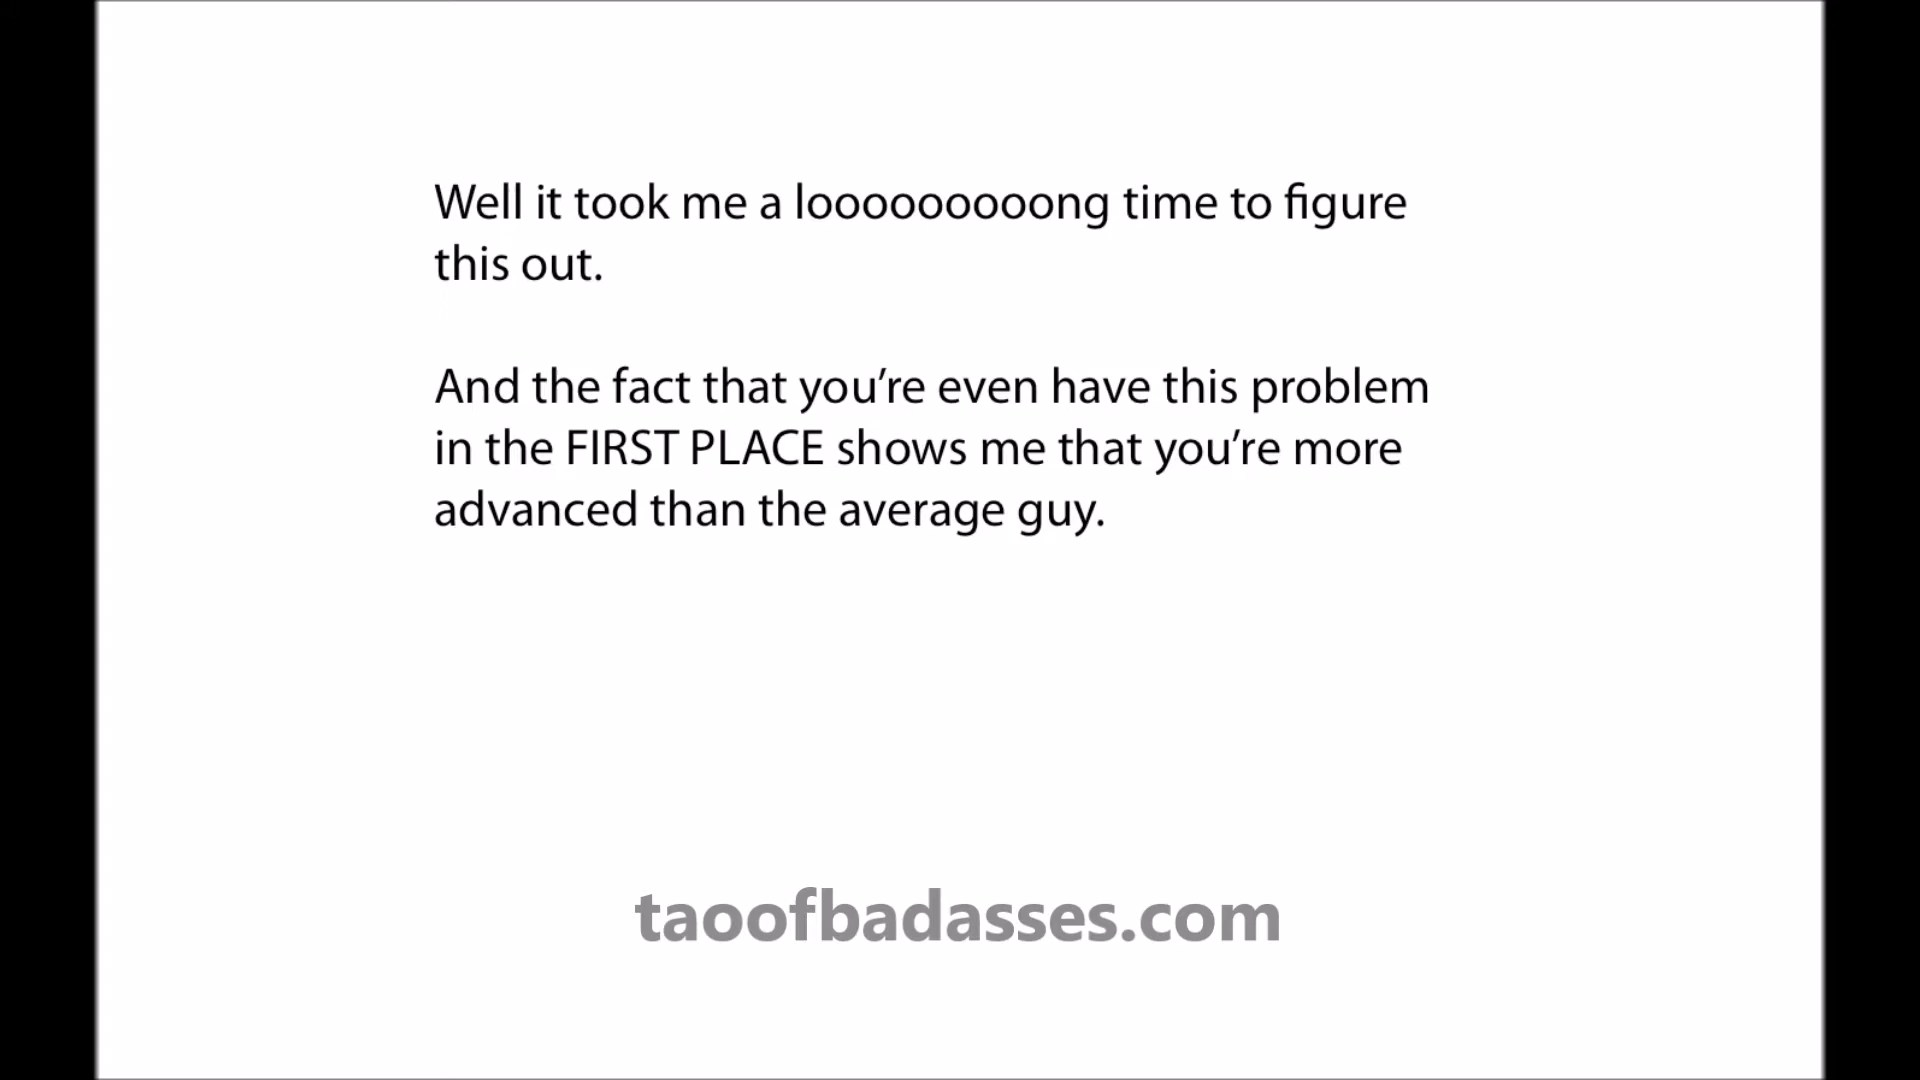 Well it took me a looooooooong time to figure
this out.
And the fact that you’re even have this problem
in the FIRST PLACE shows me that you’re more
advanced than the average guy.
taoofbadasses.com